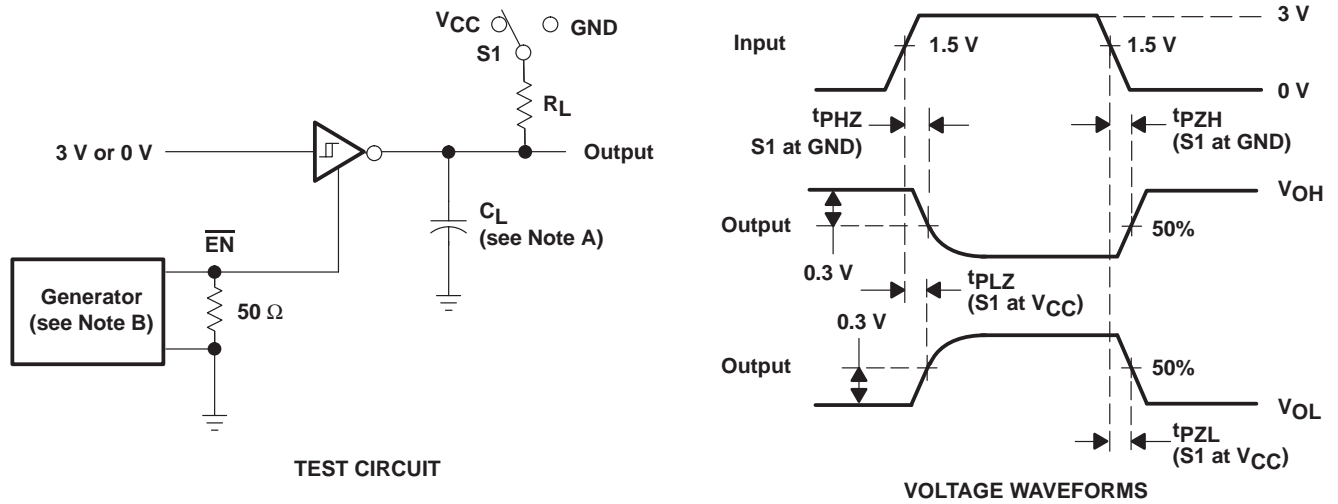 VCC
GND
S1
RL
3 V or 0 V
Output
CL
(see Note A)
EN
Generator
(see Note B)
50 Ω
TEST CIRCUIT
3 V
Input
1.5 V
1.5 V
0 V
tPHZ
S1 at GND)
tPZH
(S1 at GND)
VOH
Output
50%
0.3 V
tPLZ
(S1 at VCC)
0.3 V
Output
50%
VOL
tPZL
(S1 at VCC)
VOLTAGE WAVEFORMS